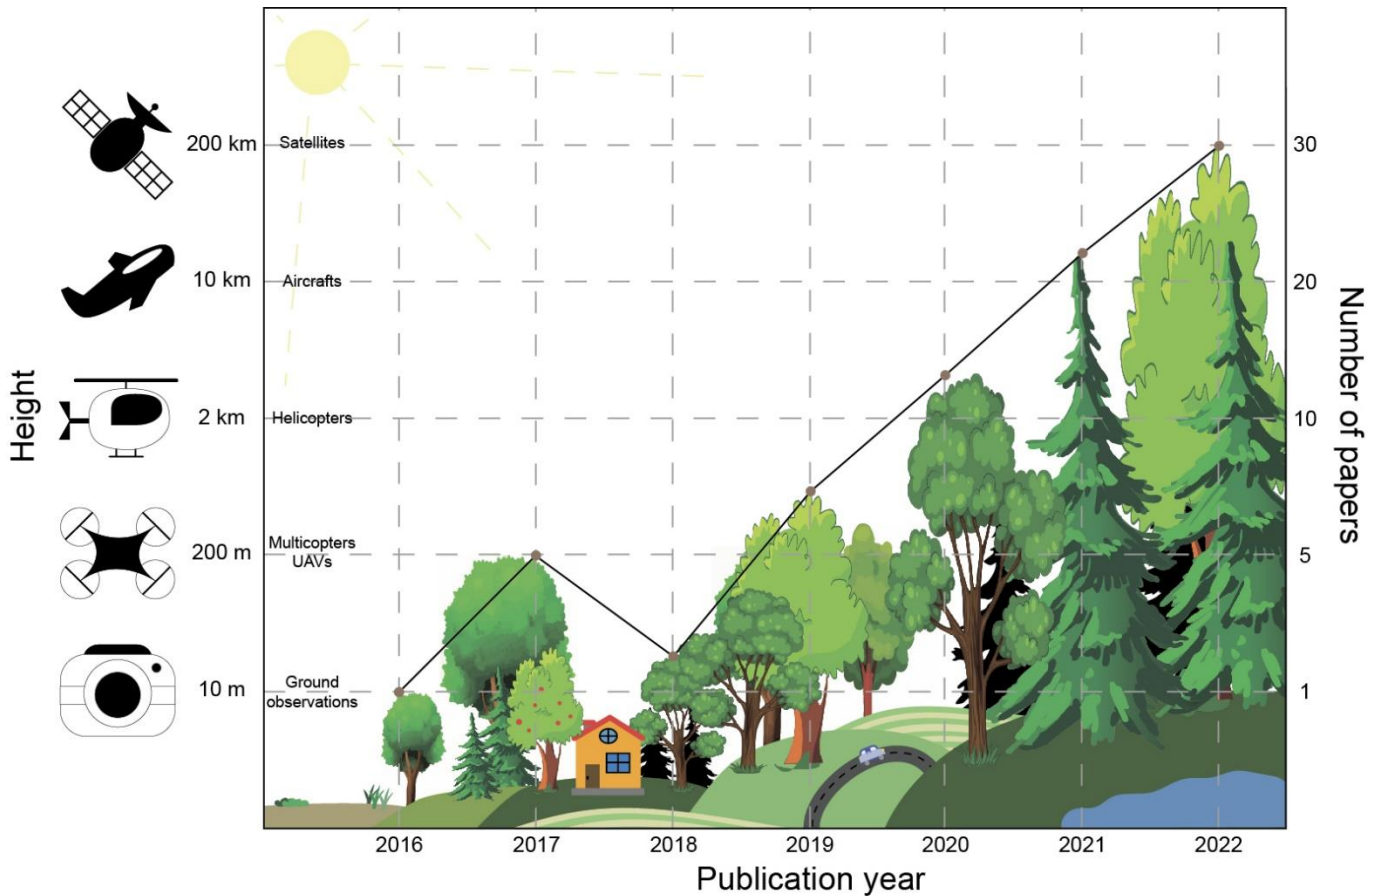 Height
200 km
10 km
2 km
200 m
10 m
Satellites
Aircrafts
Helicopters
Multicopters
UAVs
Ground
observations
30
20
10
5
1
Number of papers
2016
2017
2018
2019
2020
2021
2022
Publication year